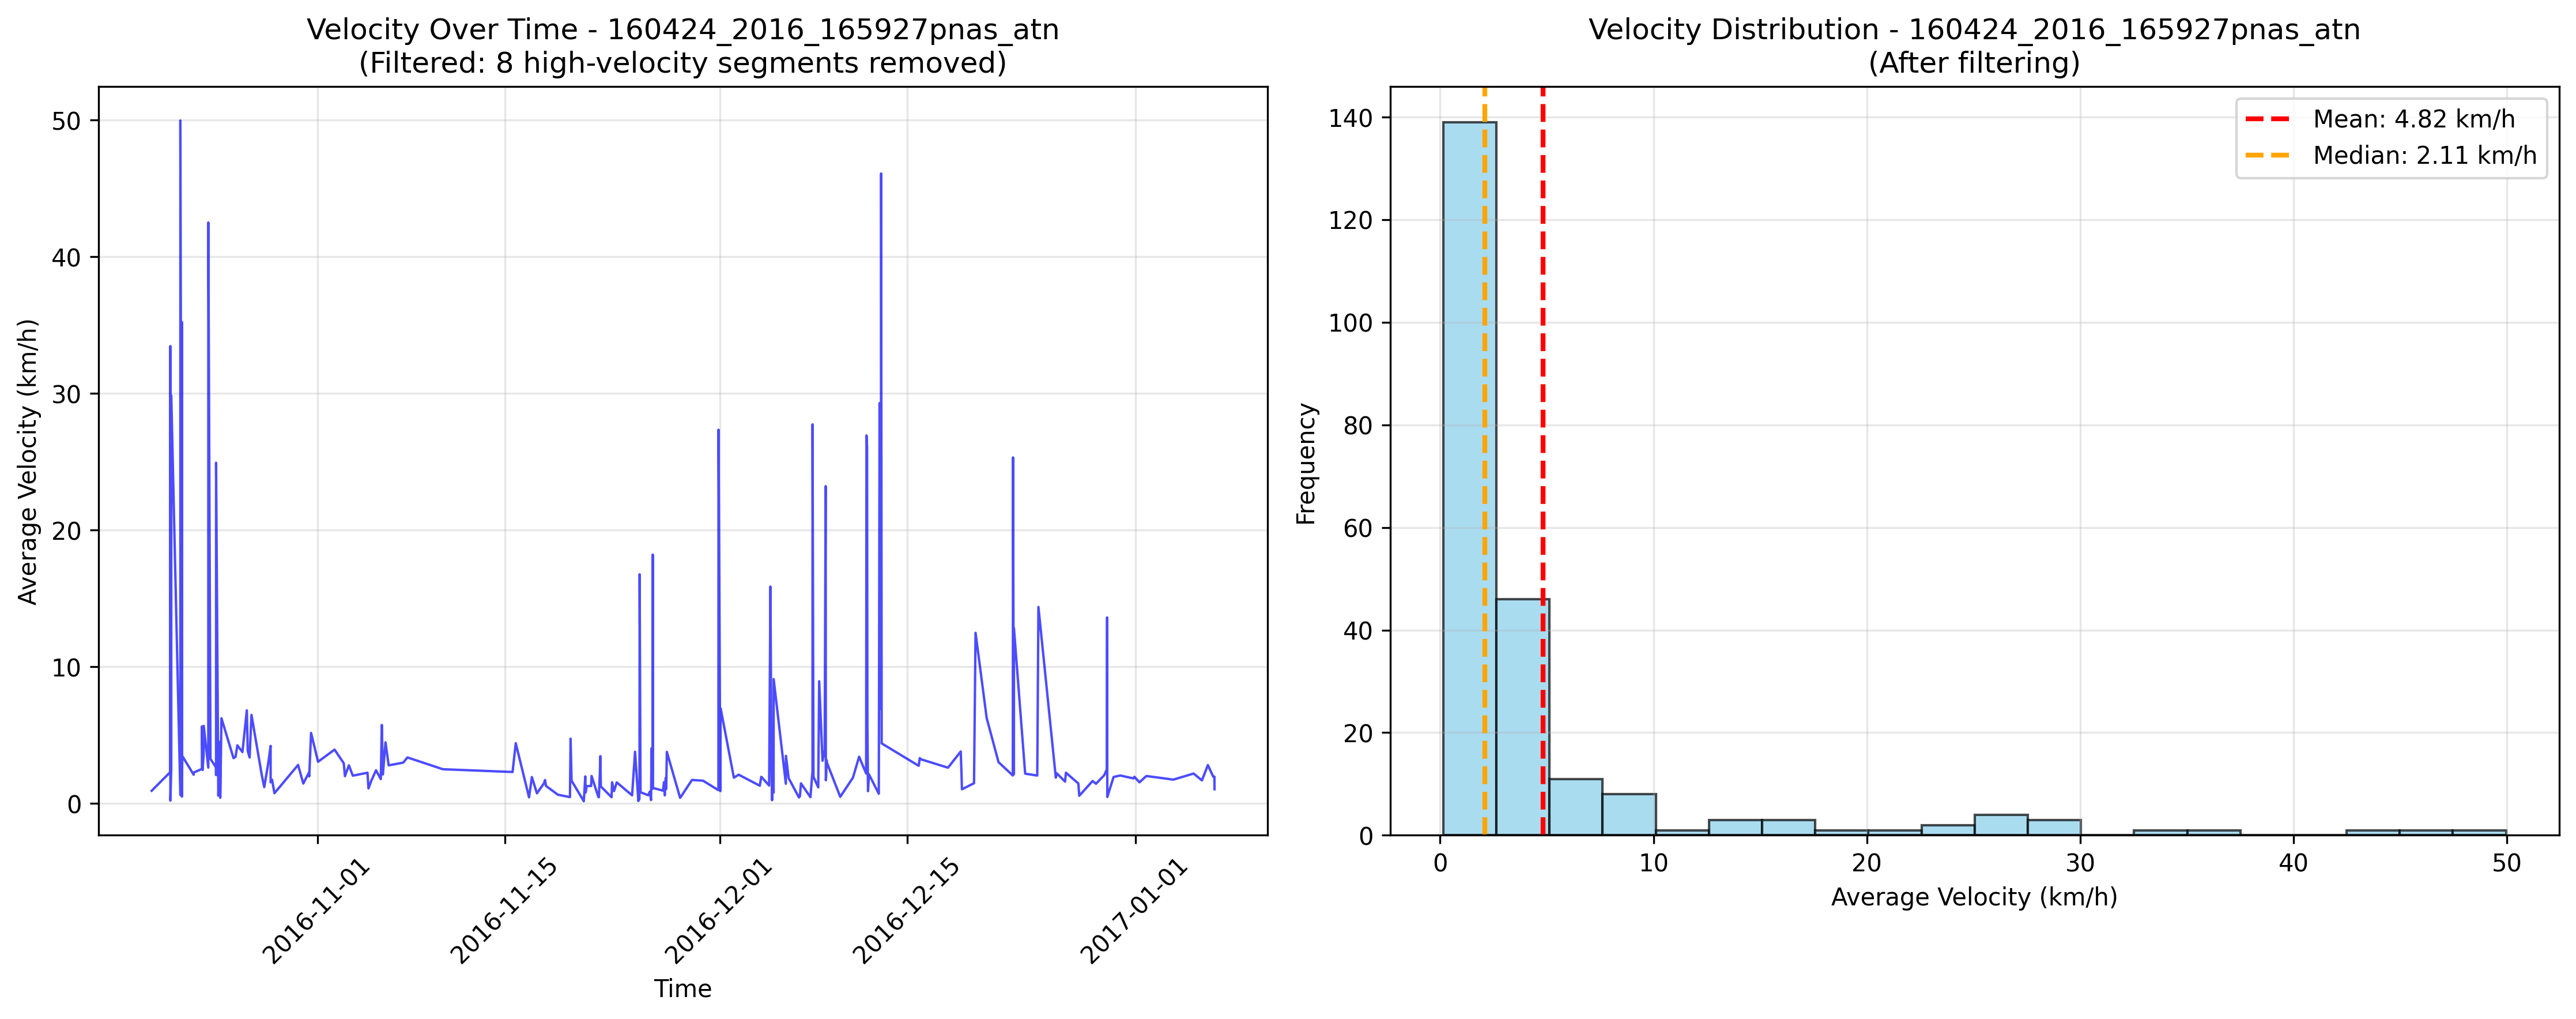 Velocity Over Time - 160424_2016_165927pnas_atn
(Filtered: 8 high-velocity segments removed)
50
40
30
20
10
0
Average Velocity (km/h)
2016-11-01
2016-11-15
2016-12-01
2016-12-15
2017-01-01
Time
Velocity Distribution - 160424_2016_165927pnas_atn
(After filtering)
Mean: 4.82 km/h
Median: 2.11 km/h
140
120
100
80
60
40
20
0
Frequency
0
10
20
30
40
50
Average Velocity (km/h)